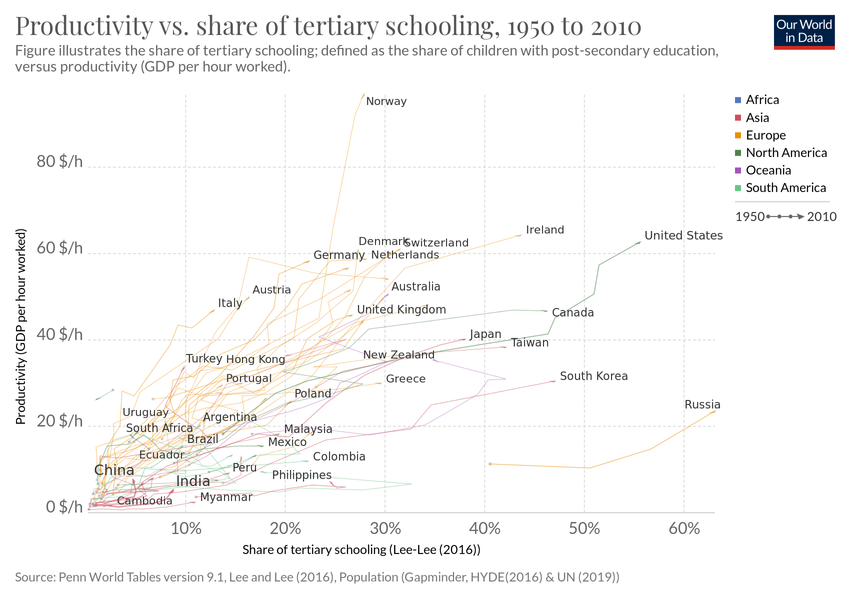 Productivity vs. share of tertiary schooling, 1950 to 2010
Our World
in Data
Figure illustrates the share of tertiary schooling; defined as the share of children with post-secondary education,
versus productivity (GDP per hour worked).
Africa
Asia
Europe
North America
Oceania
South America
1950
2010
Productivity (GDP per hour worked)
80 $/h
60 $/h
40 $/h
20 $/h
0 $/h
Norway
Ireland
United States
Denmark
Switzerland
Germany
Netherlands
Austria
Australia
Italy
United Kingdom
Canada
Japan
Taiwan
Turkey
Hong Kong
New Zealand
Portugal
Greece
South Korea
Poland
Russia
Uruguay
Argentina
South Africa
Malaysia
Brazil
Mexico
Ecuador
Colombia
China
Peru
India
Philippines
Cambodia
Myanmar
10%
20%
30%
40%
50%
60%
Share of tertiary schooling (Lee-Lee (2016))
Source: Penn World Tables version 9.1, Lee and Lee (2016), Population (Gapminder, HYDE(2016) & UN (2019))